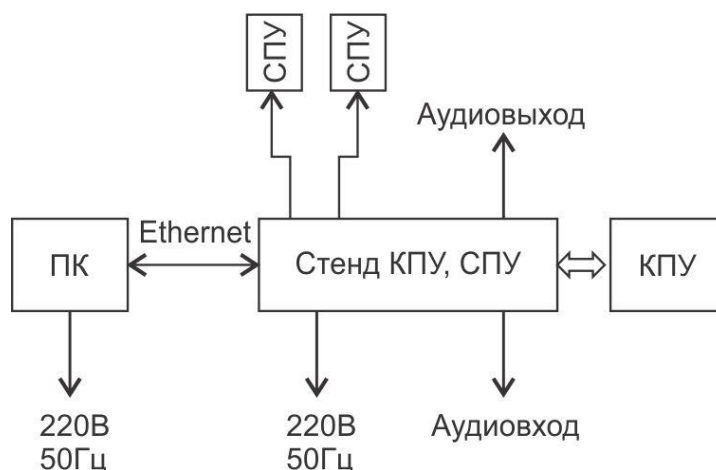 СПУ
СПУ
Аудиовыход
Ethernet
ПК
Стенд КПУ, СПУ
КПУ
220В
50Гц
220В
50Гц
Аудиовход